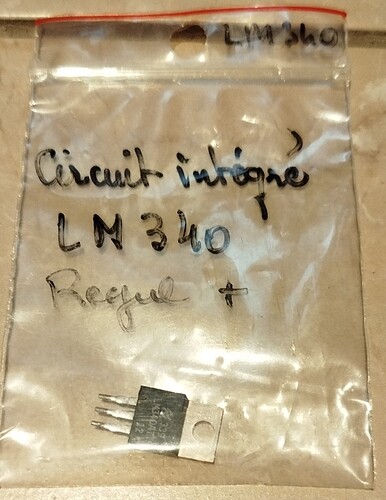 LM340
Circuit intégré
LM 340
Regul +